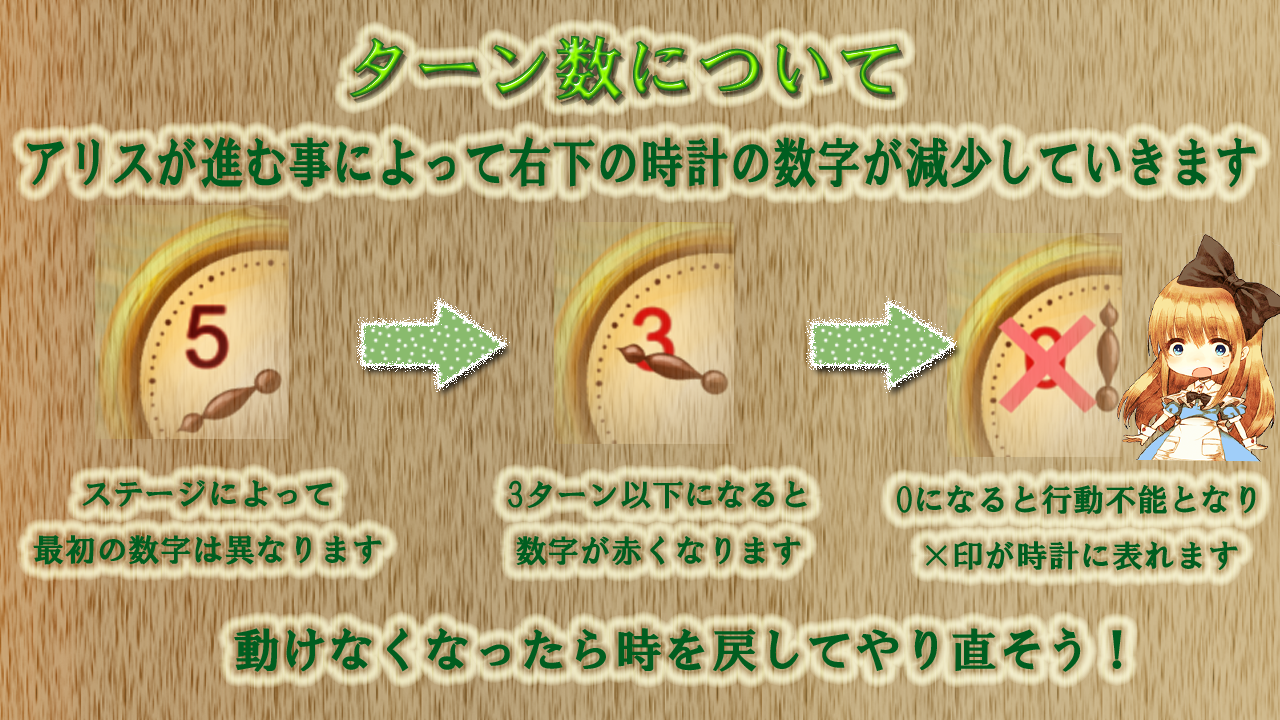 ターン数について
アリスが進む事によって右下の時計の数字が減少していきます
5
3
0
ステージによって
最初の数字は異なります
3ターン以下になると
数字が赤くなります
0になると行動不能となり
×印が時計に表れます
動けなくなったら時を戻してやり直そう！